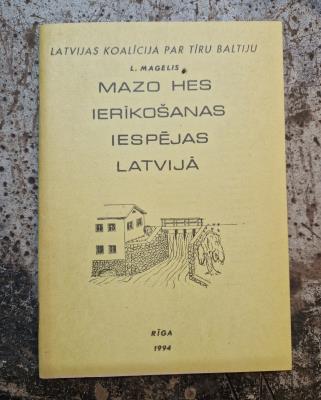 LATVIJAS KOALĪCIJA PAR TĪRU BALTIJU
L. MAGELIS
MAZO HES
IERĪKOŠANAS
IESPĒJAS
LATVIJĀ
RĪGA
1994